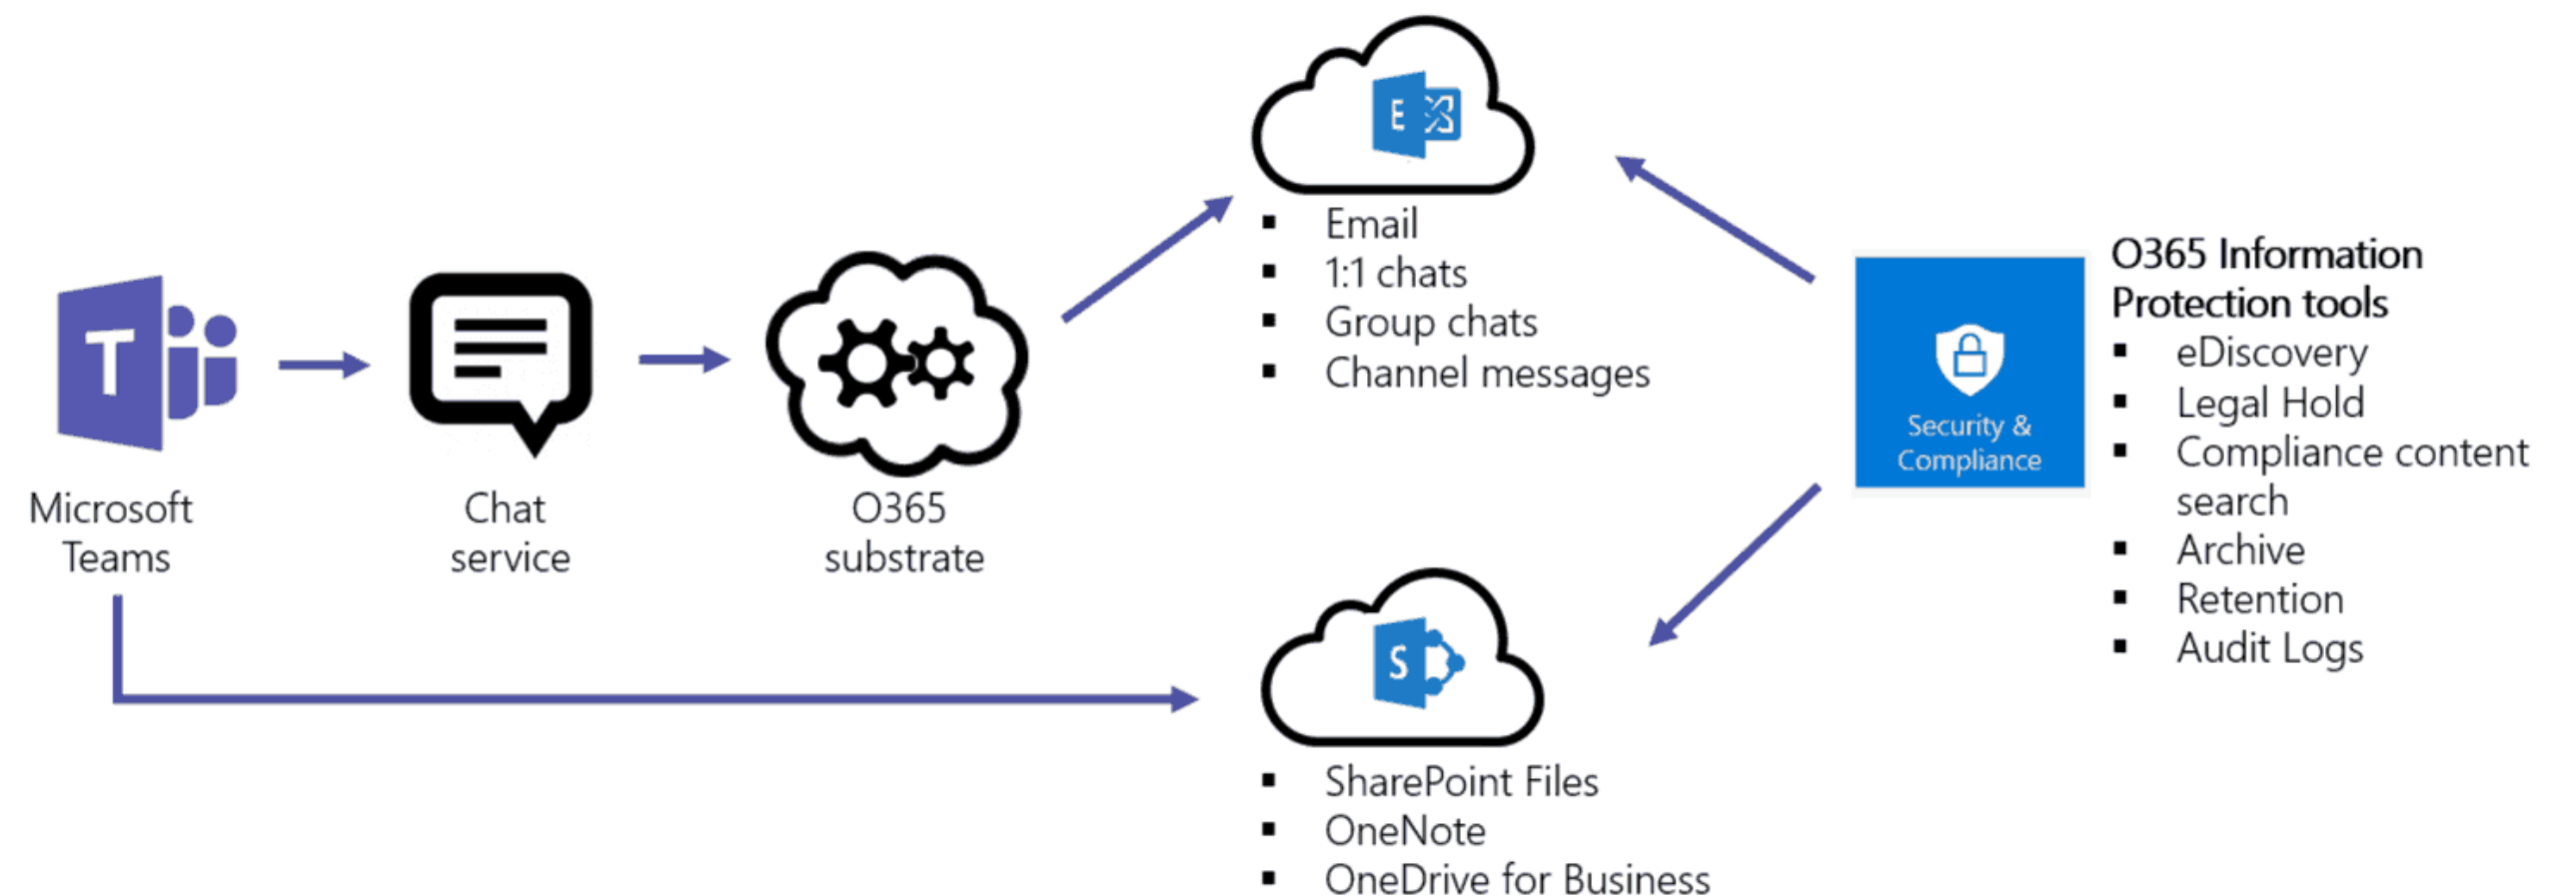 T
Microsoft
Teams
Chat
service
O365
substrate
E
Email
1:1 chats
Group chats
Channel messages
S
SharePoint Files
OneNote
OneDrive for Business
Security &
Compliance
O365 Information
Protection tools
eDiscovery
Legal Hold
Compliance content
search
Archive
Retention
Audit Logs